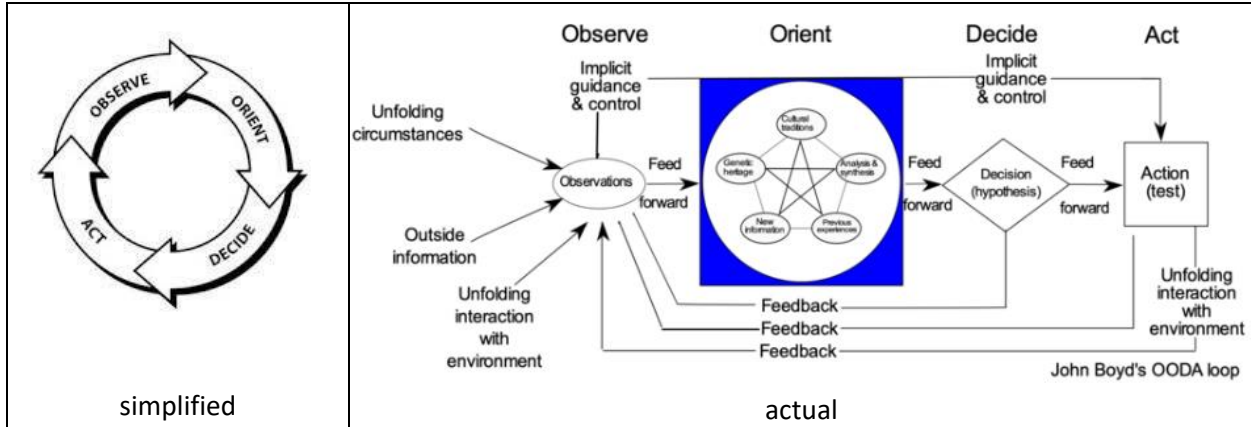 OBSERVE
ORIENT
DECIDE
ACT
simplified
Observe
Orient
Decide
Act
Implicit
guidance
& control
Implicit
guidance
& control
Unfolding
circumstances
Observations
Feed
forward
Cultural
traditions
Genetic
heritage
Analysis &
synthesis
New
information
Previous
experiences
Feed
forward
Decision
(hypothesis)
Feed
forward
Action
(test)
Outside
information
Unfolding
interaction
with
environment
Feedback
Feedback
Feedback
Unfolding
interaction
with
environment
John Boyd's OODA loop
actual